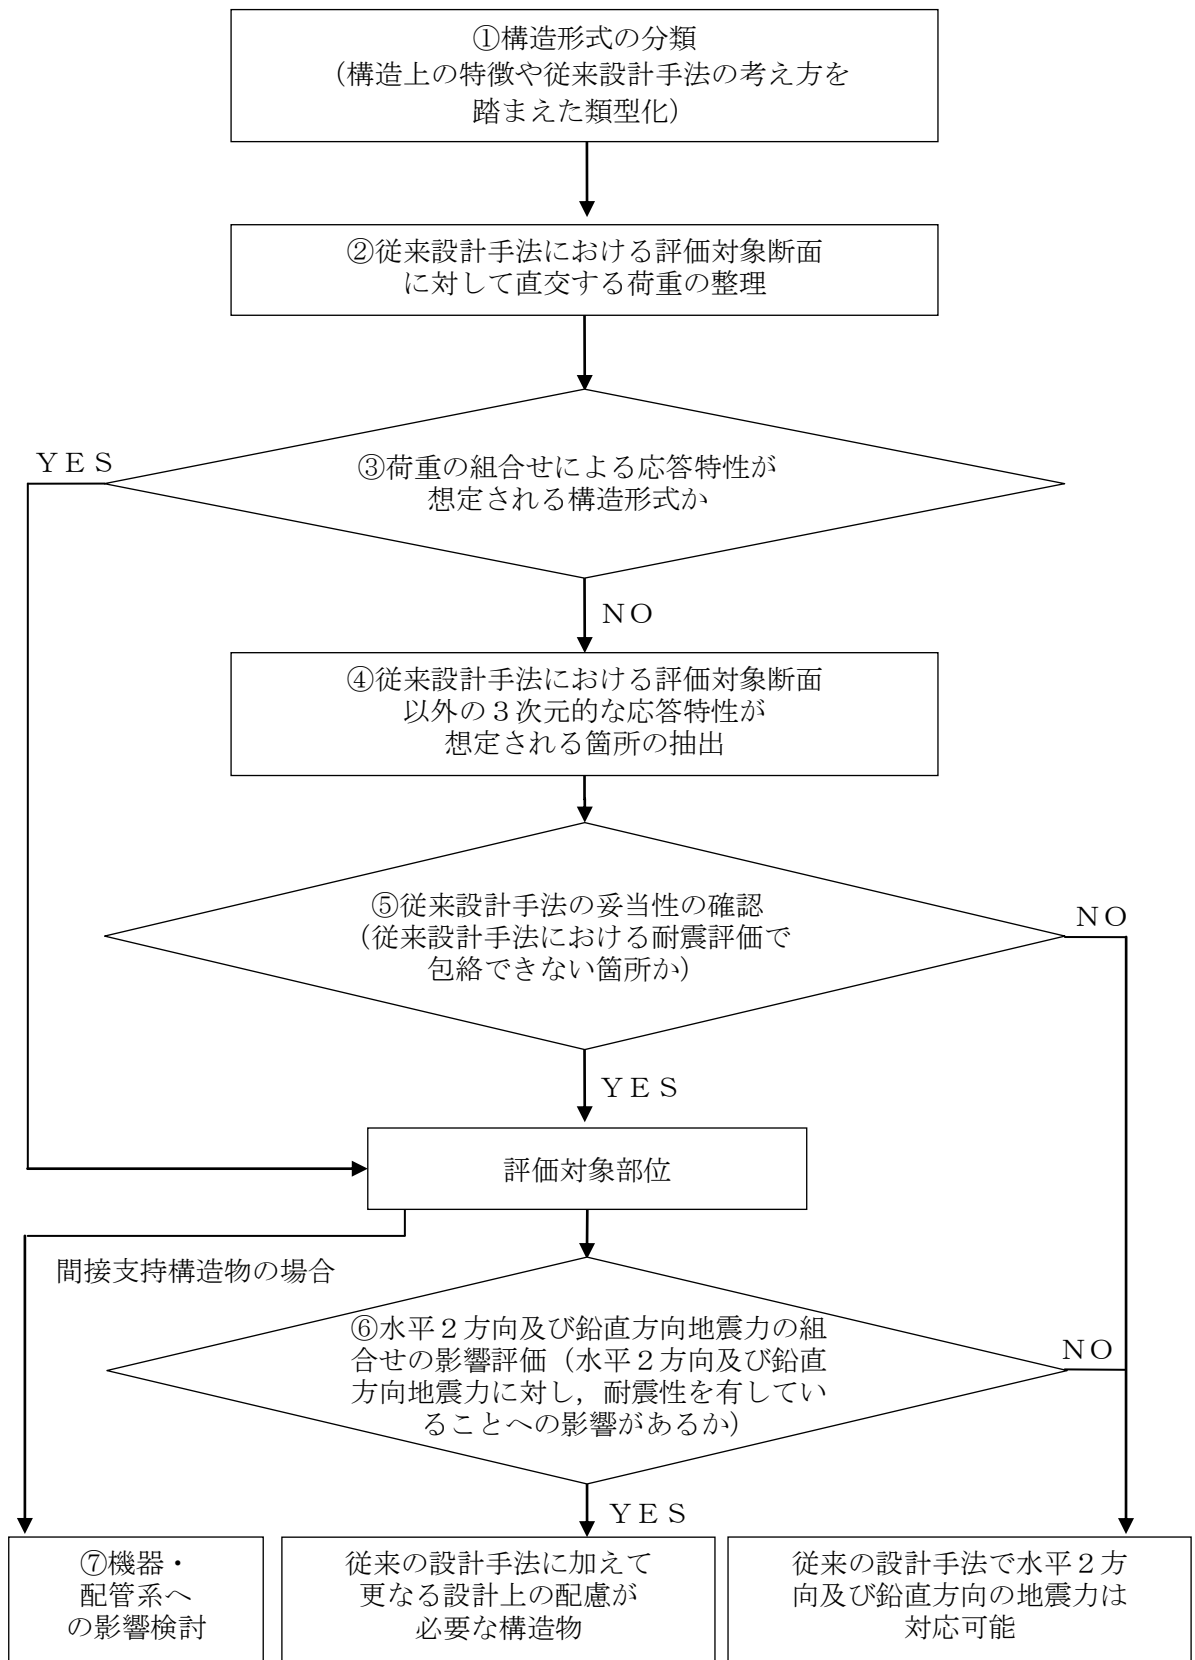 ①構造形式の分類
（構造上の特徴や従来設計手法の考え方を
踏まえた類型化）
②従来設計手法における評価対象断面
に対して直交する荷重の整理
ＹＥＳ
③荷重の組合せによる応答特性が
想定される構造形式か
ＮＯ
④従来設計手法における評価対象断面
以外の３次元的な応答特性が
想定される箇所の抽出
⑤従来設計手法の妥当性の確認
（従来設計手法における耐震評価で
包絡できない箇所か）
ＮＯ
ＹＥＳ
評価対象部位
間接支持構造物の場合
⑥水平２方向及び鉛直方向地震力の組
合せの影響評価（水平２方向及び鉛直
方向地震力に対し，耐震性を有してい
ることへの影響があるか）
ＮＯ
ＹＥＳ
⑦機器・
配管系へ
の影響検討
従来の設計手法に加えて
更なる設計上の配慮が
必要な構造物
従来の設計手法で水平２方
向及び鉛直方向の地震力は
対応可能